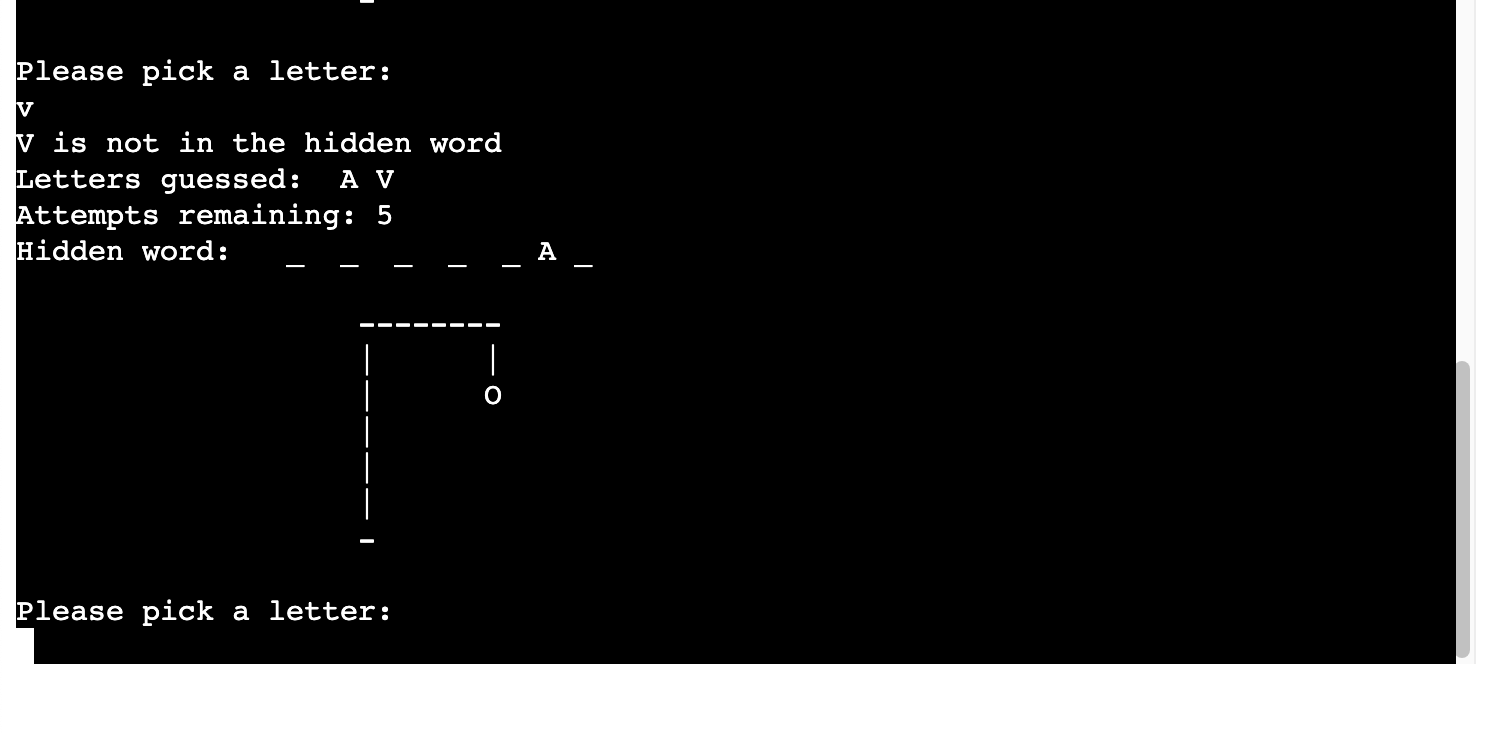 -
Please pick a letter:
v
V is not in the hidden word
Letters guessed:  A V
Attempts remaining: 5
Hidden word:   _  _  _  _  _ A _
--------
|      |
|      O
|
|
|
-
Please pick a letter: